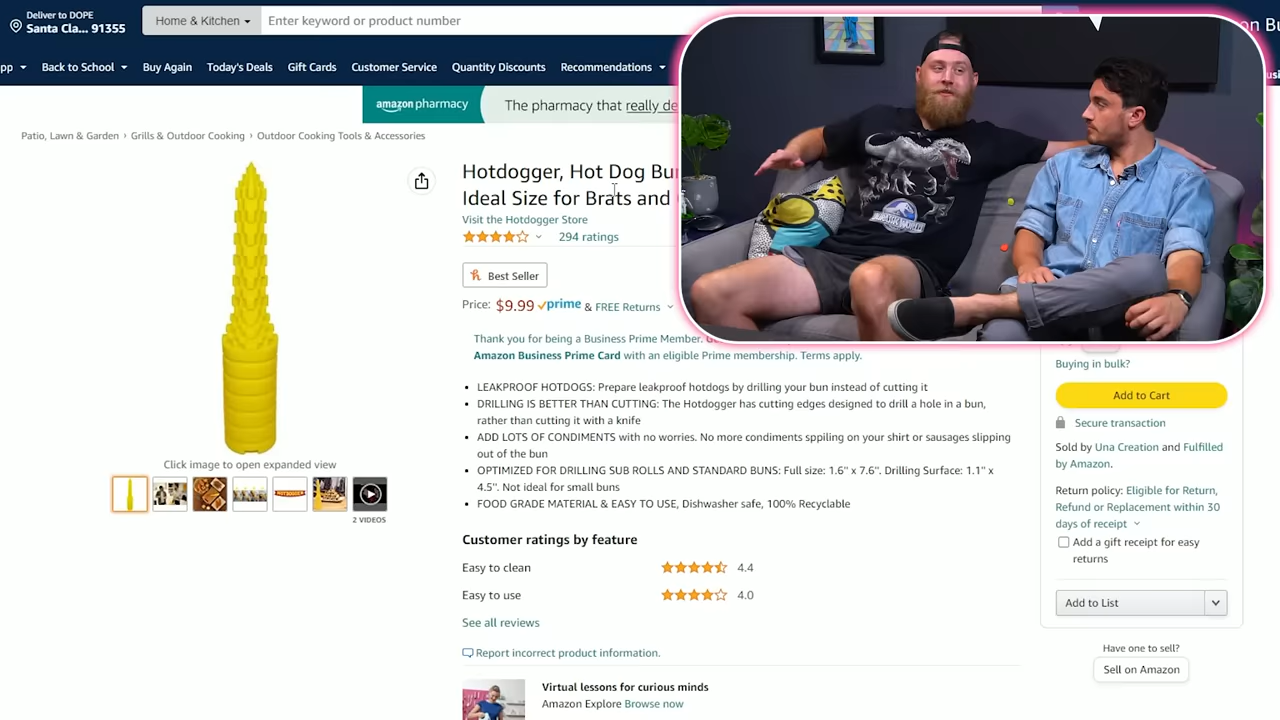 Deliver to DOPE
Santa Cla... 91355
Home & Kitchen
Enter keyword or product number
on Bu
pp
Back to School
Buy Again
Today's Deals
Gift Cards
Customer Service
Quantity Discounts
Recommendations
usi
amazon pharmacy
The pharmacy that really de
Patio, Lawn & Garden › Grills & Outdoor Cooking › Outdoor Cooking Tools & Accessories
Hotdogger, Hot Dog Bu
Ideal Size for Brats and
Visit the Hotdogger Store
294 ratings
Best Seller
Price: $9.99 prime & FREE Returns
Thank you for being a Business Prime Member.
Amazon Business Prime Card with an eligible Prime membership. Terms apply.
• LEAKPROOF HOTDOGS: Prepare leakproof hotdogs by drilling your bun instead of cutting it
• DRILLING IS BETTER THAN CUTTING: The Hotdogger has cutting edges designed to drill a hole in a bun,
rather than cutting it with a knife
• ADD LOTS OF CONDIMENTS with no worries. No more condiments sppiling on your shirt or sausages slipping
out of the bun
• OPTIMIZED FOR DRILLING SUB ROLLS AND STANDARD BUNS: Full size: 1.6" x 7.6". Drilling Surface: 1.1" x
4.5". Not ideal for small buns
• FOOD GRADE MATERIAL & EASY TO USE, Dishwasher safe, 100% Recyclable
Click image to open expanded view
HOTDOGGER
2 VIDEOS
Customer ratings by feature
Easy to clean
4.4
Easy to use
4.0
See all reviews
Report incorrect product information.
Virtual lessons for curious minds
Amazon Explore Browse now
Buying in bulk?
Add to Cart
Secure transaction
Sold by Una Creation and Fulfilled
by Amazon.
Return policy: Eligible for Return,
Refund or Replacement within 30
days of receipt
Add a gift receipt for easy
returns
Add to List
Have one to sell?
Sell on Amazon